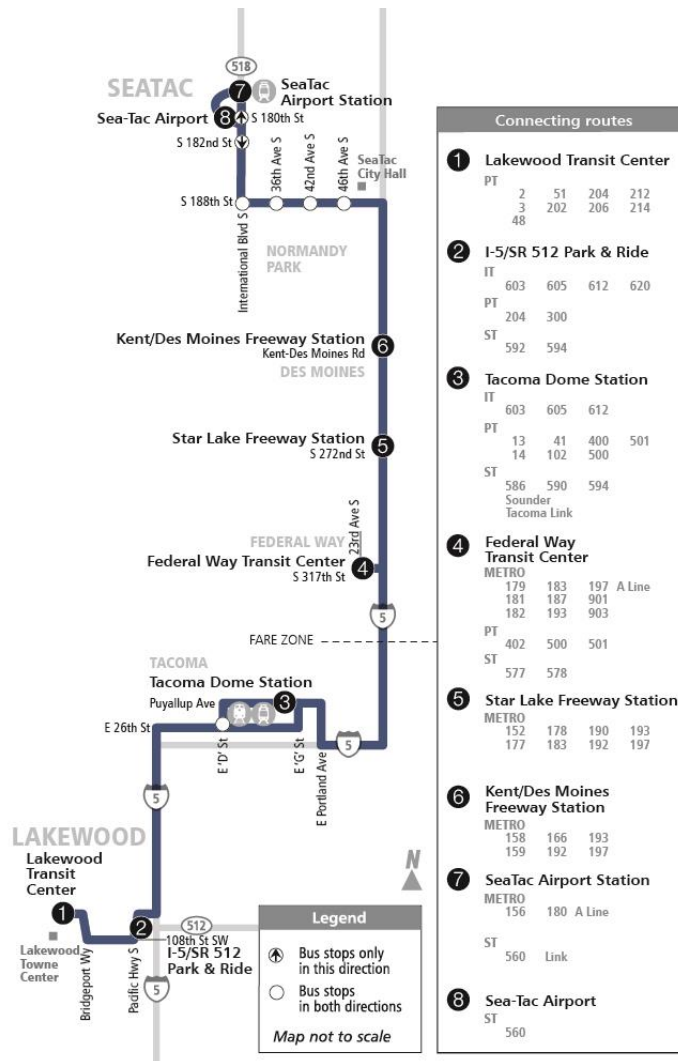 518
SEATAC
7
SeaTac
Airport Station
Sea-Tac Airport
8
S 180th St
S 182nd St
36th Ave S
42nd Ave S
46th Ave S
SeaTac
City Hall
S 188th St
International Blvd S
NORMANDY
PARK
Kent/Des Moines Freeway Station
Kent-Des Moines Rd
6
DES MOINES
Star Lake Freeway Station
S 272nd St
5
23rd Ave S
FEDERAL WAY
Federal Way Transit Center
S 317th St
4
5
FARE ZONE
TACOMA
Tacoma Dome Station
Puyallup Ave
3
E 26th St
E 'D' St
E 'G' St
E Portland Ave
5
5
LAKEWOOD
Lakewood
Transit
Center
1
2
512
108th St SW
I-5/SR 512
Park & Ride
Lakewood
Towne
Center
Bridgeport Wy
Pacific Hwy S
5
N
Legend
Bus stops only
in this direction
Bus stops
in both directions
Map not to scale
Connecting routes
1 Lakewood Transit Center
PT
2 51 204 212
3 202 206 214
48
2 I-5/SR 512 Park & Ride
IT
603 605 612 620
PT
204 300
ST
592 594
3 Tacoma Dome Station
IT
603 605 612
PT
13 41 400 501
14 102 500
ST
586 590 594
Sounder
Tacoma Link
4 Federal Way
Transit Center
METRO
179 183 197 A Line
181 187 901
182 193 903
PT
402 500 501
ST
577 578
5 Star Lake Freeway Station
METRO
152 178 190 193
177 183 192 197
6 Kent/Des Moines
Freeway Station
METRO
158 166 193
159 192 197
7 SeaTac Airport Station
METRO
156 180 A Line
ST
560 Link
8 Sea-Tac Airport
ST
560